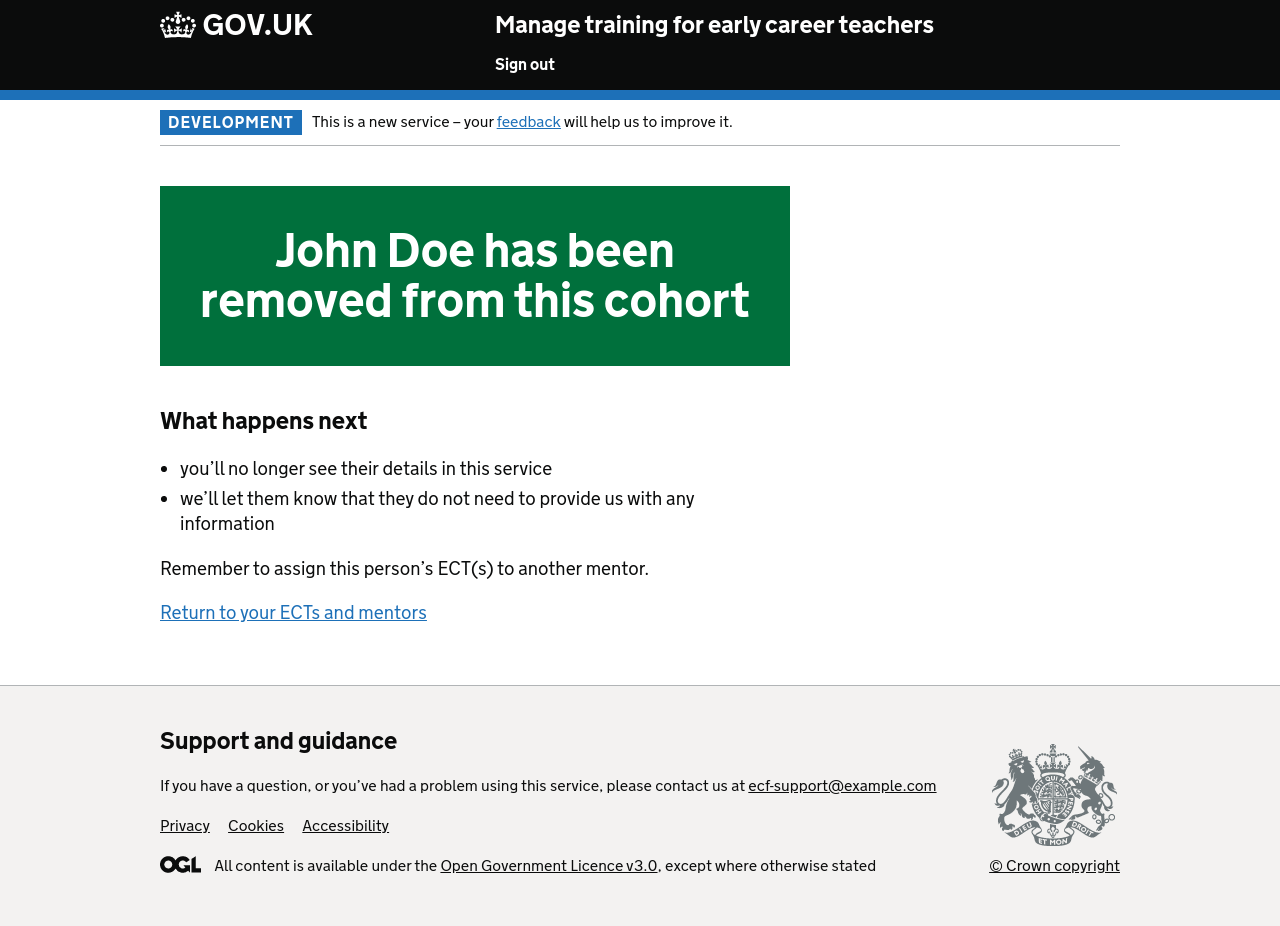 GOV.UK
Manage training for early career teachers
Sign out
DEVELOPMENT
This is a new service – your feedback will help us to improve it.
John Doe has been
removed from this cohort
What happens next
• you’ll no longer see their details in this service
• we’ll let them know that they do not need to provide us with any
information
Remember to assign this person’s ECT(s) to another mentor.
Return to your ECTs and mentors
Support and guidance
If you have a question, or you’ve had a problem using this service, please contact us at ecf-support@example.com
Privacy Cookies Accessibility
OGL All content is available under the Open Government Licence v3.0, except where otherwise stated
© Crown copyright